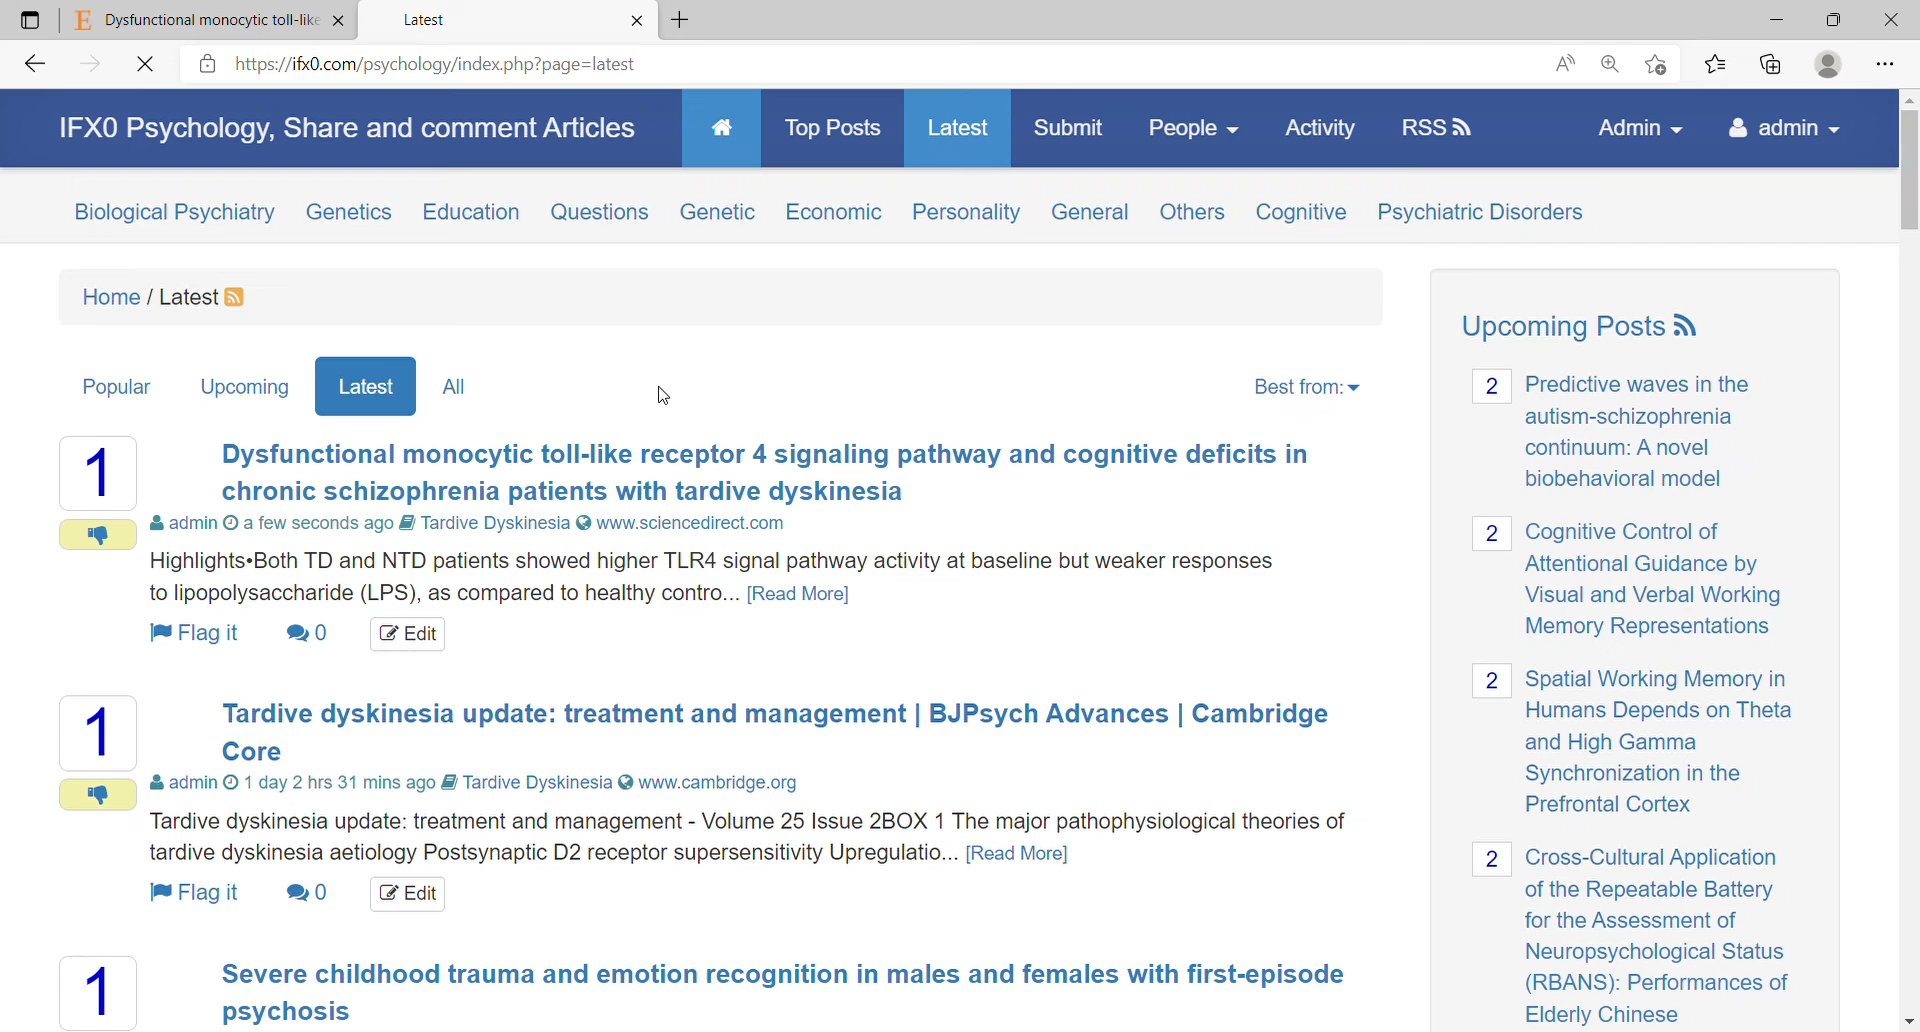 Dysfunctional monocytic toll-like
Latest
https://ifx0.com/psychology/index.php?page=latest
IFX0 Psychology, Share and comment Articles
Top Posts
Latest
Submit
People
Activity
RSS
Admin
admin
Biological Psychiatry
Genetics
Education
Questions
Genetic
Economic
Personality
General
Others
Cognitive
Psychiatric Disorders
Home / Latest
Popular
Upcoming
Latest
All
Best from:
1
Dysfunctional monocytic toll-like receptor 4 signaling pathway and cognitive deficits in
chronic schizophrenia patients with tardive dyskinesia
admin a few seconds ago Tardive Dyskinesia www.sciencedirect.com
Highlights•Both TD and NTD patients showed higher TLR4 signal pathway activity at baseline but weaker responses
to lipopolysaccharide (LPS), as compared to healthy contro... [Read More]
Flag it
0
Edit
1
Tardive dyskinesia update: treatment and management | BJPsych Advances | Cambridge
Core
admin 1 day 2 hrs 31 mins ago Tardive Dyskinesia www.cambridge.org
Tardive dyskinesia update: treatment and management - Volume 25 Issue 2BOX 1 The major pathophysiological theories of
tardive dyskinesia aetiology Postsynaptic D2 receptor supersensitivity Upregulatio... [Read More]
Flag it
0
Edit
1
Severe childhood trauma and emotion recognition in males and females with first-episode
psychosis
Upcoming Posts
2
Predictive waves in the
autism-schizophrenia
continuum: A novel
biobehavioral model
2
Cognitive Control of
Attentional Guidance by
Visual and Verbal Working
Memory Representations
2
Spatial Working Memory in
Humans Depends on Theta
and High Gamma
Synchronization in the
Prefrontal Cortex
2
Cross-Cultural Application
of the Repeatable Battery
for the Assessment of
Neuropsychological Status
(RBANS): Performances of
Elderly Chinese